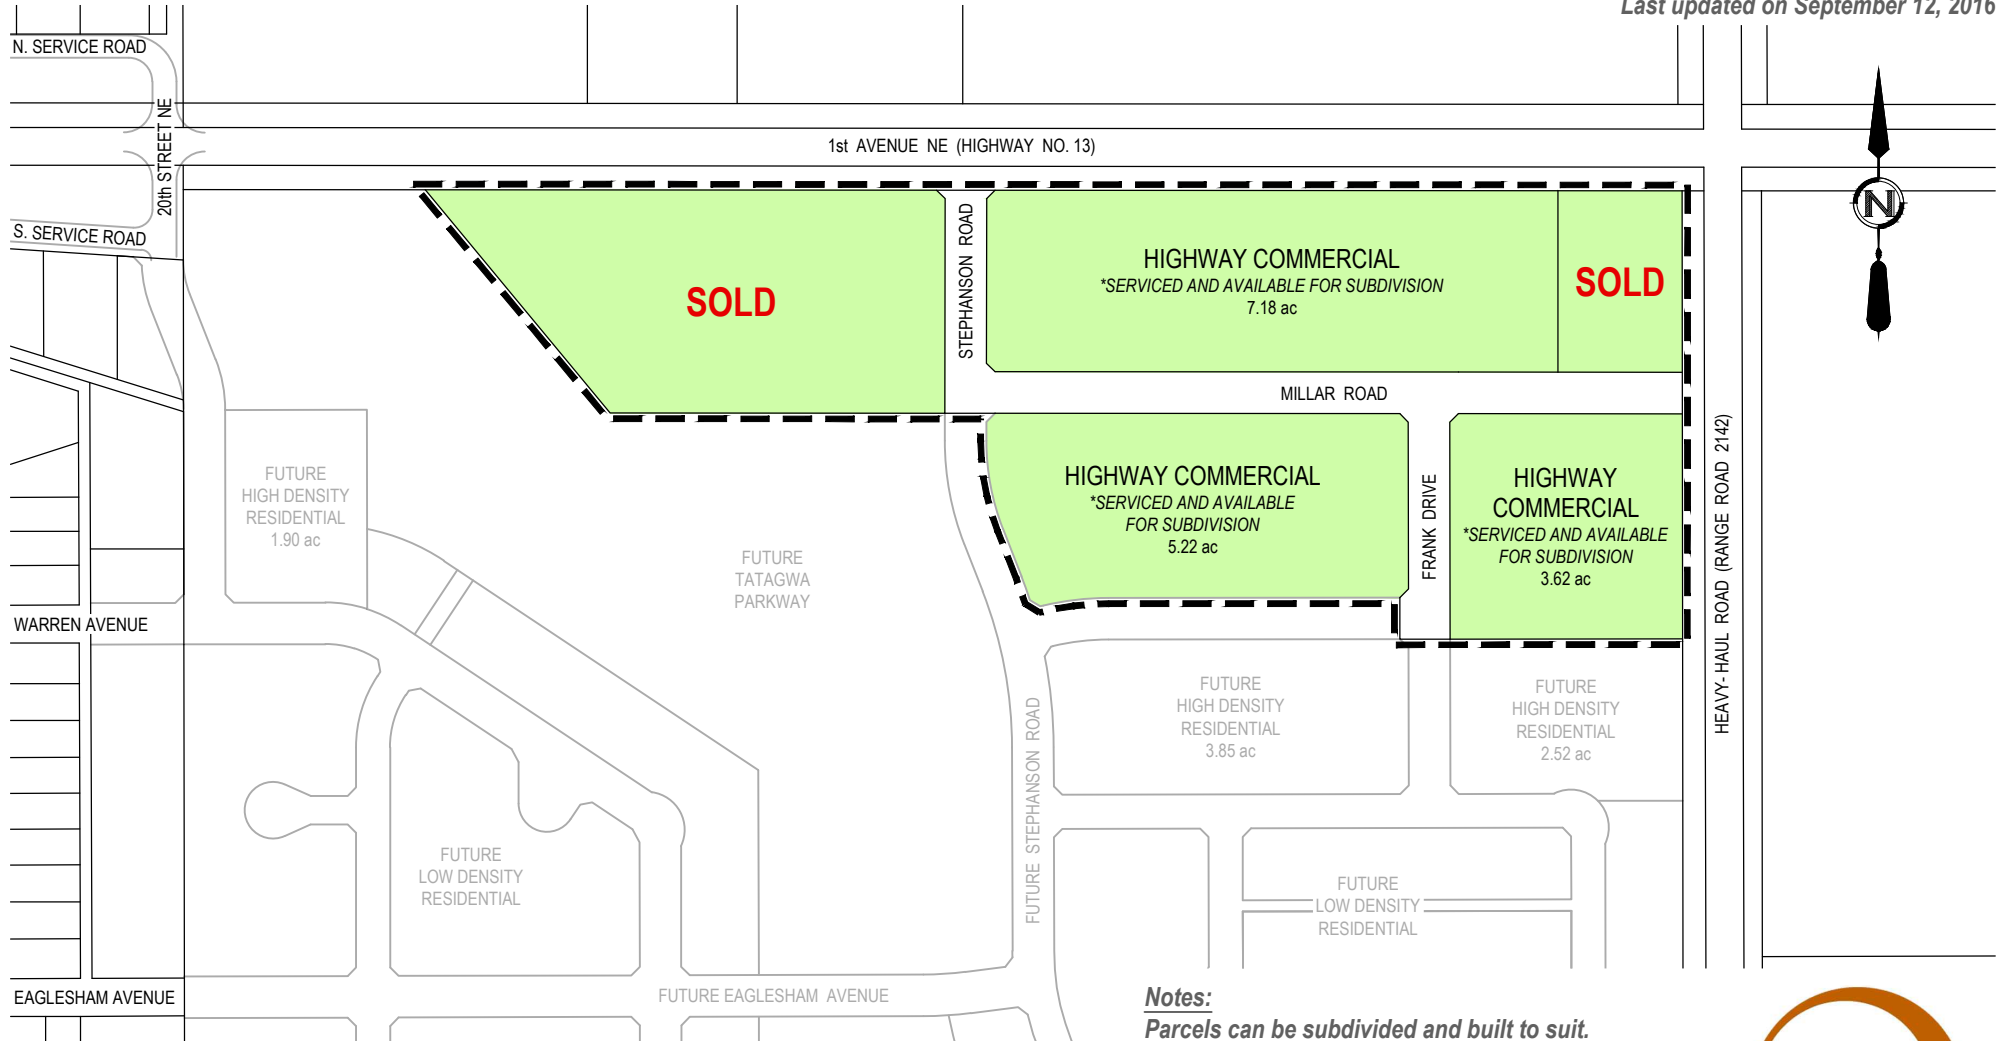 Last updated on September 12, 2016
N. SERVICE ROAD
20th STREET NE
1st AVENUE NE (HIGHWAY NO. 13)
N
S. SERVICE ROAD
SOLD
STEPHANSON ROAD
HIGHWAY COMMERCIAL
*SERVICED AND AVAILABLE FOR SUBDIVISION
7.18 ac
SOLD
MILLAR ROAD
HEAVY-HAUL ROAD (RANGE ROAD 2142)
FUTURE
HIGH DENSITY
RESIDENTIAL
1.90 ac
HIGHWAY COMMERCIAL
*SERVICED AND AVAILABLE
FOR SUBDIVISION
5.22 ac
FRANK DRIVE
HIGHWAY
COMMERCIAL
*SERVICED AND AVAILABLE
FOR SUBDIVISION
3.62 ac
FUTURE
TATAGWA
PARKWAY
WARREN AVENUE
FUTURE STEPHANSON ROAD
FUTURE
HIGH DENSITY
RESIDENTIAL
3.85 ac
FUTURE
HIGH DENSITY
RESIDENTIAL
2.52 ac
FUTURE
LOW DENSITY
RESIDENTIAL
FUTURE
LOW DENSITY
RESIDENTIAL
EAGLESHAM AVENUE
FUTURE EAGLESHAM AVENUE
Notes:
Parcels can be subdivided and built to suit.